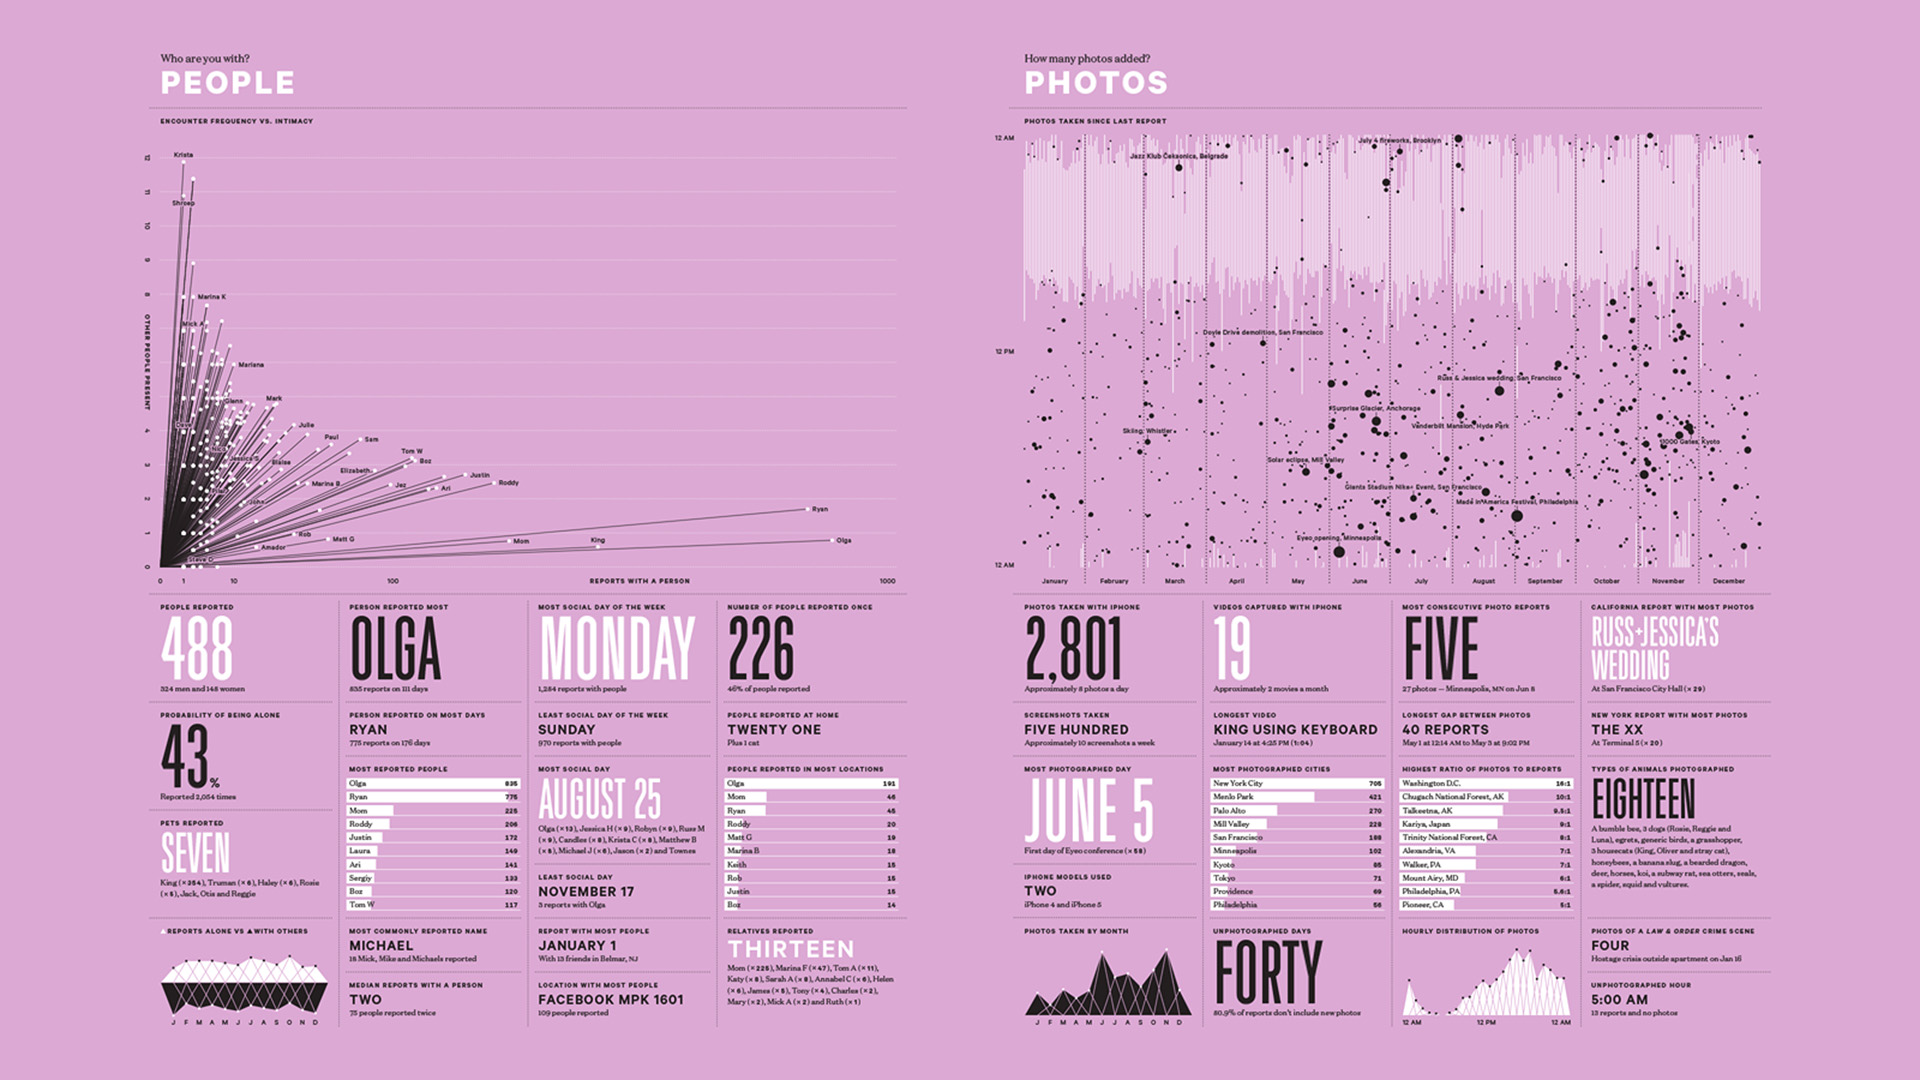 Who are you with?
PEOPLE
ENCOUNTER FREQUENCY VS. INTIMACY
Krista
Marina K
Mariana
Mark
Julie
Paul
Sam
Tom W
Boz
Elizabeth
Blaise
Justin
Marina B
Jaz
Ari
Roddy
Ryan
Rob
Matt G
Mom
King
Olga
Amador
OTHER PEOPLE PRESENT
12
11
10
9
8
4
3
2
1
0
0 1 10 100 REPORTS WITH A PERSON 1000
PEOPLE REPORTED
488
324 men and 148 women
PROBABILITY OF BEING ALONE
43%
Reported 2,054 times
PETS REPORTED
SEVEN
King (×354), Truman (×6), Haley (×6), Rosie
(×5), Jack, Otis and Reggie
▲REPORTS ALONE VS ▲WITH OTHERS
J F M A M J J A S O N D
PERSON REPORTED MOST
OLGA
835 reports on 111 days
PERSON REPORTED ON MOST DAYS
RYAN
775 reports on 176 days
MOST REPORTED PEOPLE
Olga 835
Ryan 775
Mom 225
Roddy 206
Justin 172
Laura 149
Ari 141
Sergiy 133
Boz 120
Tom W 117
MOST COMMONLY REPORTED NAME
MICHAEL
18 Mick, Mike and Michaels reported
MEDIAN REPORTS WITH A PERSON
TWO
75 people reported twice
MOST SOCIAL DAY OF THE WEEK
MONDAY
1,284 reports with people
LEAST SOCIAL DAY OF THE WEEK
SUNDAY
970 reports with people
MOST SOCIAL DAY
AUGUST 25
Olga (×13), Jessica H (×9), Robyn (×9), Russ M
(×9), Candles (×8), Krista C (×8), Matthew B
(×8), Michael J (×6), Jason (×2) and Townes
LEAST SOCIAL DAY
NOVEMBER 17
3 reports with Olga
REPORT WITH MOST PEOPLE
JANUARY 1
With 13 friends in Belmar, NJ
LOCATION WITH MOST PEOPLE
FACEBOOK MPK 1601
109 people reported
NUMBER OF PEOPLE REPORTED ONCE
226
46% of people reported
PEOPLE REPORTED AT HOME
TWENTY ONE
Plus 1 cat
PEOPLE REPORTED IN MOST LOCATIONS
Olga 191
Mom 46
Ryan 45
Roddy 20
Matt G 19
Marina B 18
Keith 15
Rob 15
Justin 15
Boz 14
RELATIVES REPORTED
THIRTEEN
Mom (×225), Marina F (×47), Tom A (×11),
Katy (×8), Sarah A (×8), Annabel C (×6), Helen
(×6), James (×5), Tony (×4), Charles (×2),
Mary (×2), Mick A (×2) and Ruth (×1)
How many photos added?
PHOTOS
PHOTOS TAKEN SINCE LAST REPORT
12 AM
July 4 fireworks, Brooklyn
Jazz Klub Čekaonica, Belgrade
Doyle Drive demolition, San Francisco
12 PM
Russ & Jessica wedding, San Francisco
Surprise Glacier, Anchorage
Vanderbilt Mansion, Hyde Park
Skiing, Whistler
Gates, Kyoto
Solar eclipse, Mill Valley
Giants Stadium Nike+ Event, San Francisco
Made in America Festival, Philadelphia
Eyeo opening, Minneapolis
12 AM
January February March April May June July August September October November December
PHOTOS TAKEN WITH IPHONE
2,801
Approximately 8 photos a day
SCREENSHOTS TAKEN
FIVE HUNDRED
Approximately 10 screenshots a week
MOST PHOTOGRAPHED DAY
JUNE 5
First day of Eyeo conference (×58)
IPHONE MODELS USED
TWO
iPhone 4 and iPhone 5
PHOTOS TAKEN BY MONTH
J F M A M J J A S O N D
VIDEOS CAPTURED WITH IPHONE
19
Approximately 2 movies a month
LONGEST VIDEO
KING USING KEYBOARD
January 14 at 4:25 PM (1:04)
MOST PHOTOGRAPHED CITIES
New York City 705
Menlo Park 421
Palo Alto 270
Mill Valley 228
San Francisco 188
Minneapolis 102
Kyoto 85
Tokyo 71
Providence 69
Philadelphia 56
UNPHOTOGRAPHED DAYS
FORTY
80.9% of reports don't include new photos
MOST CONSECUTIVE PHOTO REPORTS
FIVE
27 photos — Minneapolis, MN on Jun 8
LONGEST GAP BETWEEN PHOTOS
40 REPORTS
May 1 at 12:14 AM to May 5 at 9:02 PM
HIGHEST RATIO OF PHOTOS TO REPORTS
Washington D.C. 16:1
Chugach National Forest, AK 10:1
Talkeetna, AK 9.5:1
Kariya, Japan 9:1
Trinity National Forest, CA 8:1
Alexandria, VA 7:1
Walker, PA 7:1
Mount Airy, MD 6:1
Philadelphia, PA 5.6:1
Pioneer, CA 5:1
HOURLY DISTRIBUTION OF PHOTOS
12 AM 12 PM 12 AM
CALIFORNIA REPORT WITH MOST PHOTOS
RUSS+JESSICA'S
WEDDING
At San Francisco City Hall (×29)
NEW YORK REPORT WITH MOST PHOTOS
THE XX
At Terminal 5 (×20)
TYPES OF ANIMALS PHOTOGRAPHED
EIGHTEEN
A bumble bee, 3 dogs (Rosie, Reggie and
Luna), egrets, generic birds, a grasshopper,
3 housecats (King, Oliver and stray cat),
honeybees, a banana slug, a bearded dragon,
deer, horses, koi, a subway rat, sea otters, seals,
a spider, squid and vultures.
PHOTOS OF A LAW & ORDER CRIME SCENE
FOUR
Hostage crisis outside apartment on Jan 16
UNPHOTOGRAPHED HOUR
5:00 AM
13 reports and no photos